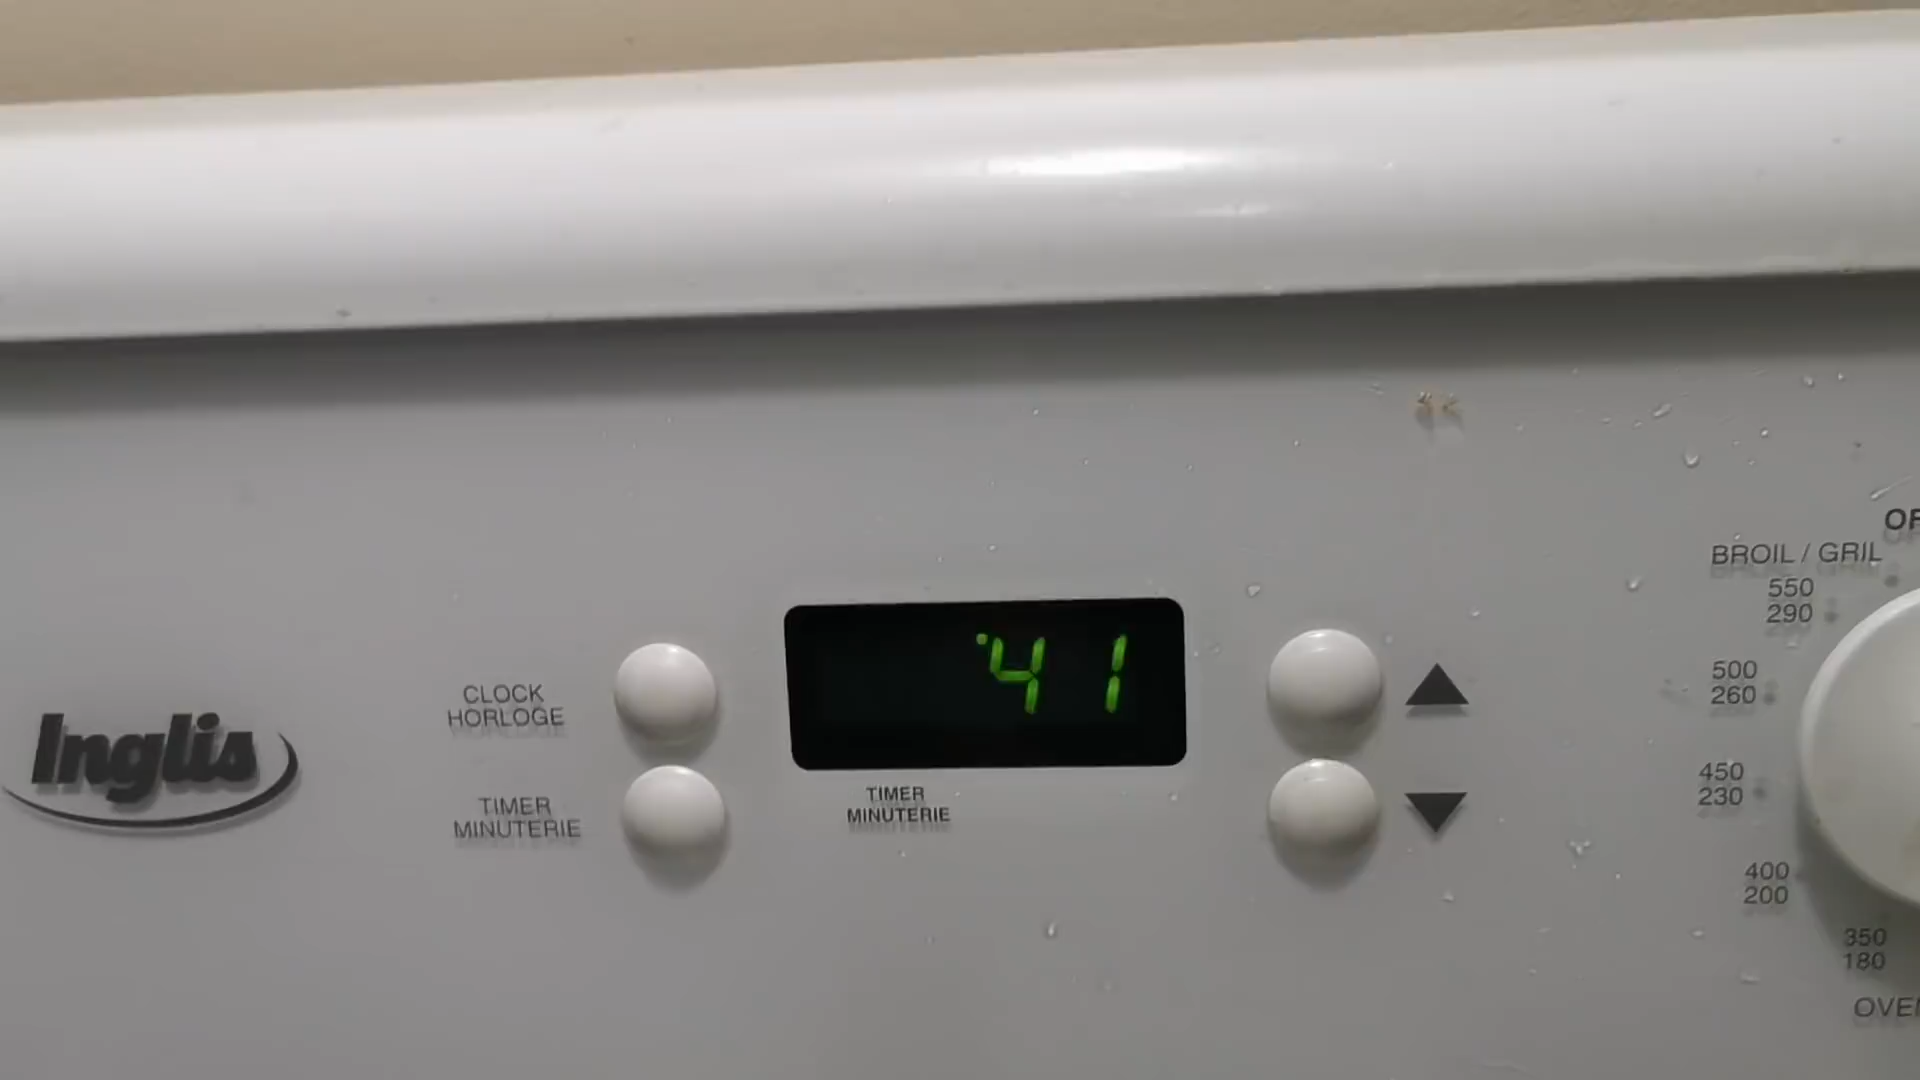 Inglis
CLOCK
HORLOGE
TIMER
MINUTERIE
41
TIMER
MINUTERIE
BROIL / GRIL
550
290
500
260
450
230
400
200
350
180